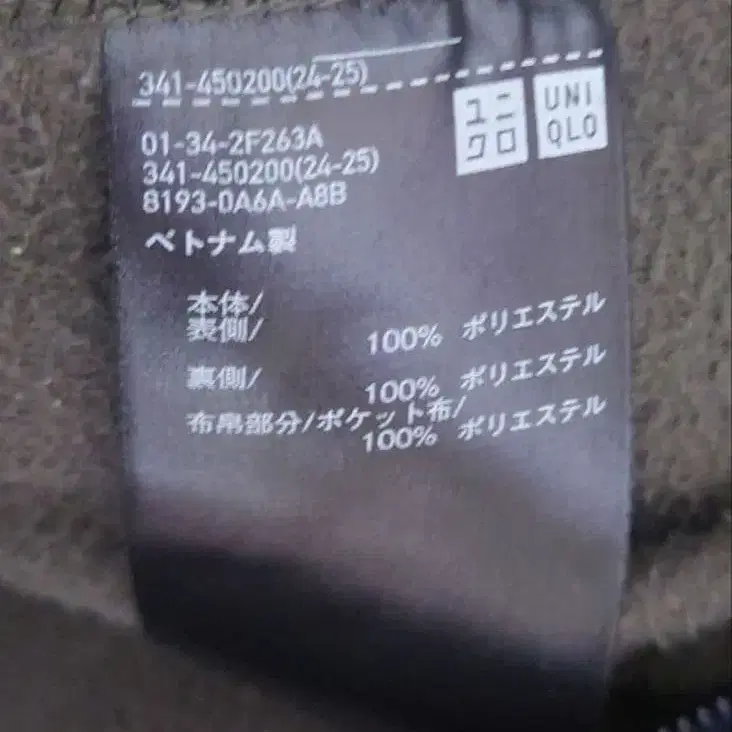 341-450200(24-25)
ユニ
クロ
UNI
QLO
01-34-2F263A
341-450200(24-25)
8193-0A6A-A8B
ベトナム製
本体/
表側/
100% ポリエステル
裏側/
100% ポリエステル
布帛部分/ポケット布/
100% ポリエステル